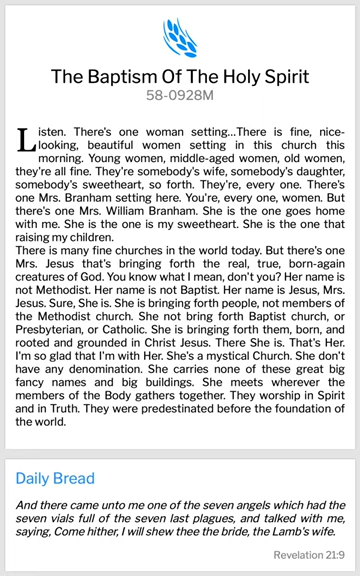 The Baptism Of The Holy Spirit
58-0928M
Listen. There's one woman setting...There is fine, nice-
looking, beautiful women setting in this church this
morning. Young women, middle-aged women, old women,
they're all fine. They're somebody's wife, somebody's daughter,
somebody's sweetheart, so forth. They're, every one. There's
one Mrs. Branham setting here. You're, every one, women. But
there's one Mrs. William Branham. She is the one goes home
with me. She is the one is my sweetheart. She is the one that
raising my children.
There is many fine churches in the world today. But there's one
Mrs. Jesus that's bringing forth the real, true, born-again
creatures of God. You know what I mean, don't you? Her name is
not Methodist. Her name is not Baptist. Her name is Jesus, Mrs.
Jesus. Sure, She is. She is bringing forth people, not members of
the Methodist church. She not bring forth Baptist church, or
Presbyterian, or Catholic. She is bringing them, born, and
rooted and grounded in Christ Jesus. There She is. That's Her.
I'm so glad that I'm with Her. She's a mystical Church. She don't
have any denomination. She carries none of these great big
fancy names and big buildings. She meets wherever the
members of the Body gathers together. They worship in Spirit
and in Truth. They were predestinated before the foundation of
the world.
Daily Bread
And there came unto me one of the seven angels which had the
seven vials full of the seven last plagues, and talked with me,
saying, Come hither, I will shew thee the bride, the Lamb's wife.
Revelation 21:9